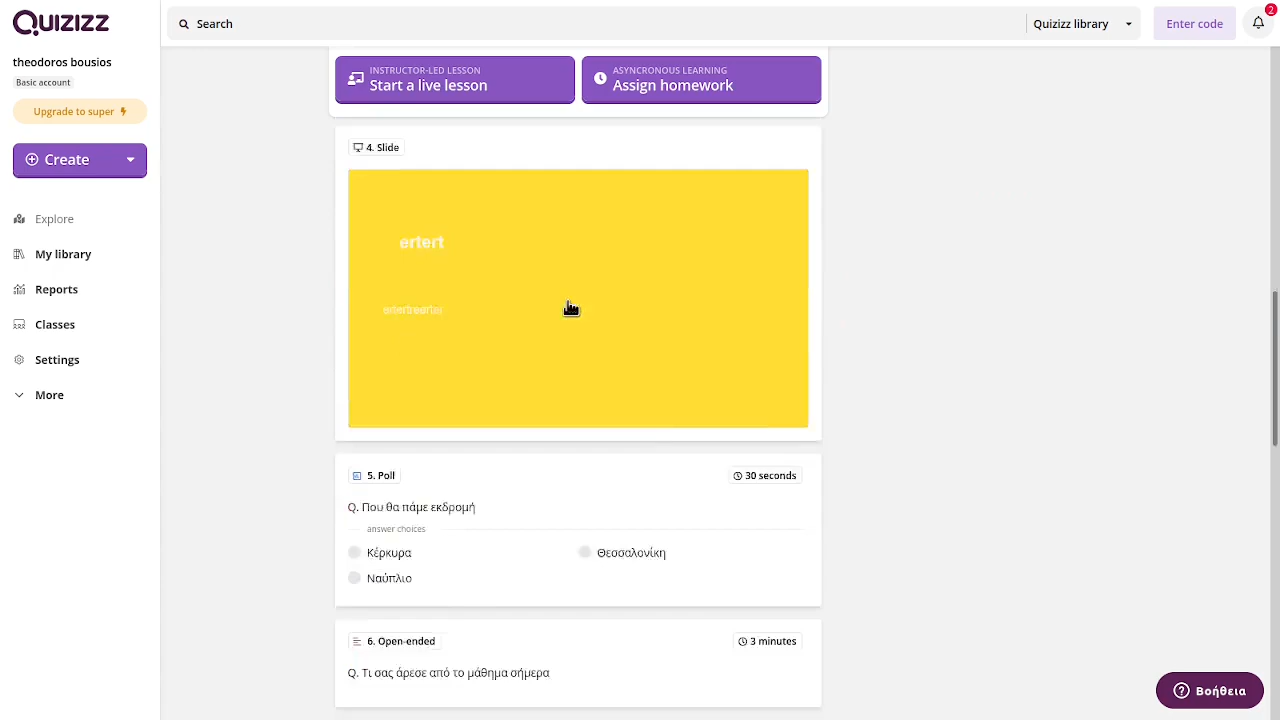 Quizizz
Search
Quizizz library
Enter code
2
theodoros bousios
Basic account
Upgrade to super
Create
Explore
My library
Reports
Classes
Settings
More
INSTRUCTOR-LED LESSON
Start a live lesson
ASYNCRONOUS LEARNING
Assign homework
4. Slide
ertert
5. Poll
30 seconds
Q. Που θα πάμε εκδρομή
answer choices
Κέρκυρα
Θεσσαλονίκη
Ναύπλιο
6. Open-ended
3 minutes
Q. Τι σας άρεσε από το μάθημα σήμερα
Βοήθεια